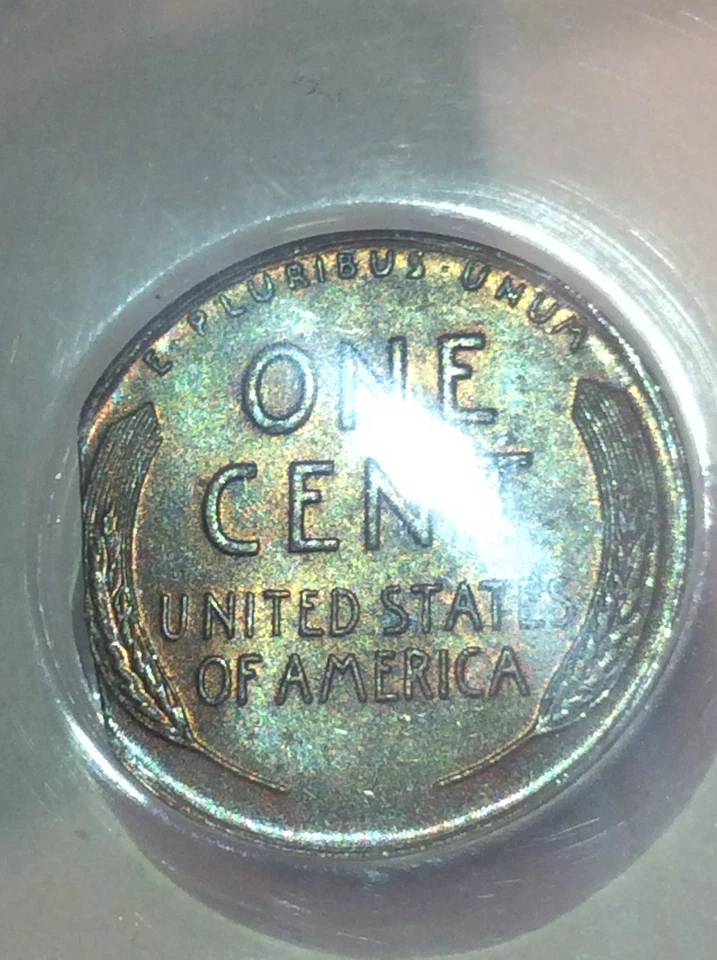 E · PLURIBUS · UNUM
ONE
CENT
UNITED STATES
OF AMERICA